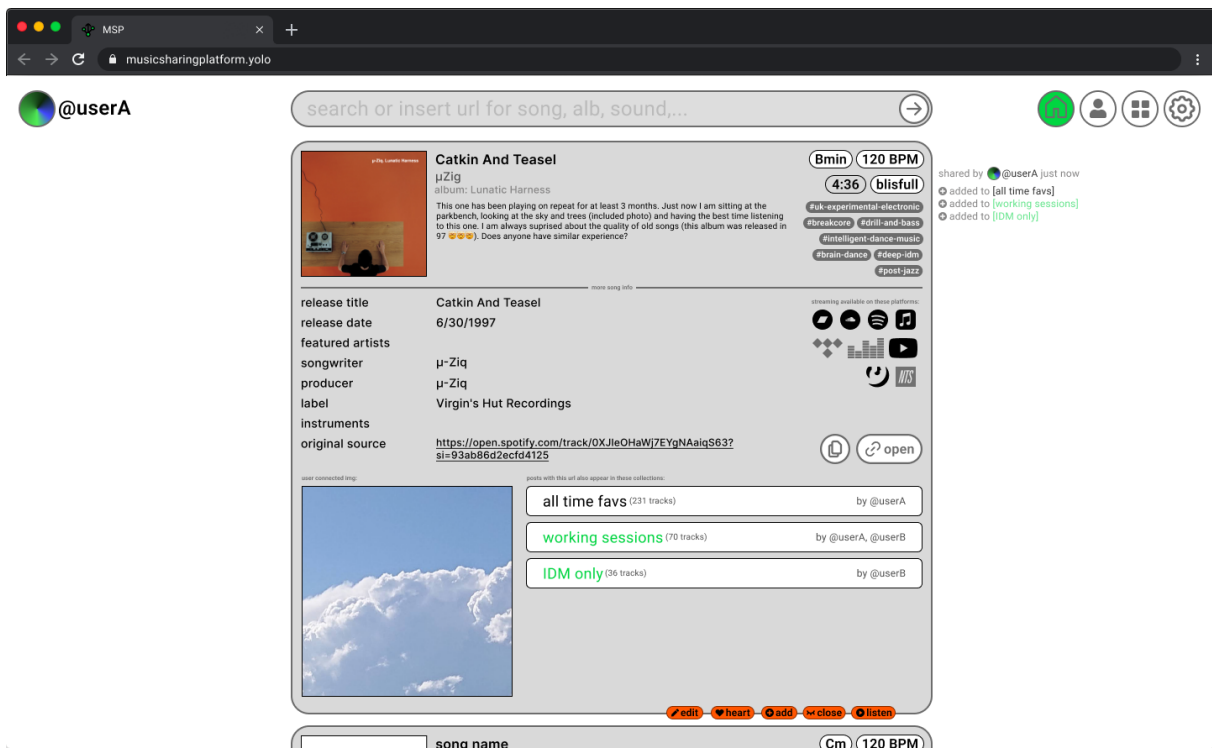 MSP
musicsharingplatform.yolo
@userA
search or insert url for song, alb, sound,...
µ-Ziq, Lunatic Harness
Catkin And Teasel
µZig
album: Lunatic Harness
This one has been playing on repeat for at least 3 months. Just now I am sitting at the
parkbench, looking at the sky and trees (included photo) and having the best time listening
to this one. I am always suprised about the quality of old songs (this album was released in
97 😎😎😎). Does anyone have similar experience?
Bmin 120 BPM
4:36 blisfull
#uk-experimental-electronic
#breakcore #drill-and-bass
#intelligent-dance-music
#brain-dance #deep-idm
#post-jazz
shared by @userA just now
added to [all time favs]
added to [working sessions]
added to [IDM only]
more song info
release title Catkin And Teasel
release date 6/30/1997
featured artists
songwriter µ-Ziq
producer µ-Ziq
label Virgin's Hut Recordings
instruments
original source https://open.spotify.com/track/0XJIeOHaWj7EYgNAaiqS63?
si=93ab86d2ecfd4125
streaming available on these platforms:
NTS
open
user connected img:
posts with this url also appear in these collections:
all time favs (231 tracks) by @userA
working sessions (70 tracks) by @userA, @userB
IDM only (36 tracks) by @userB
edit heart add close listen
song name
Cm 120 BPM